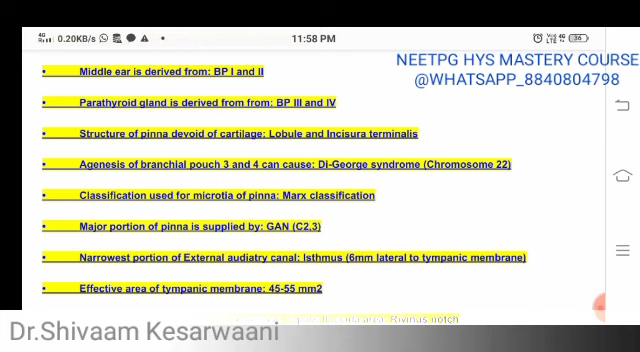 4G 0.20KB/s 11:58 PM 36
NEETPG HYS MASTERY COURSE
@WHATSAPP_8840804798
• Middle ear is derived from: BP I and II
• Parathyroid gland is derived from from: BP III and IV
• Structure of pinna devoid of cartilage: Lobule and Incisura terminalis
• Agenesis of branchial pouch 3 and 4 can cause: Di-George syndrome (Chromosome 22)
• Classification used for microtia of pinna: Marx classification
• Major portion of pinna is supplied by: GAN (C2,3)
• Narrowest portion of External audiatry canal: Isthmus (6mm lateral to tympanic membrane)
• Effective area of tympanic membrane: 45-55 mm2
area: Rivinus notch
Dr.Shivaam Kesarwaani